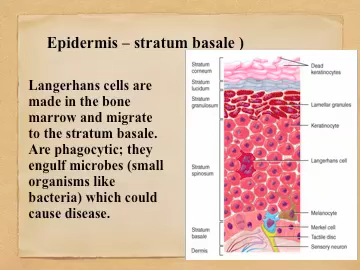 Epidermis – stratum basale )
Langerhans cells are
made in the bone
marrow and migrate
to the stratum basale.
Are phagocytic; they
engulf microbes (small
organisms like
bacteria) which could
cause disease.
Stratum
corneum
Stratum
lucidum
Stratum
granulosum
Stratum
spinosum
Stratum
basale
Dermis
Dead
keratinocytes
Lamellar granules
Keratinocyte
Langerhans cell
Melanocyte
Merkel cell
Tactile disc
Sensory neuron